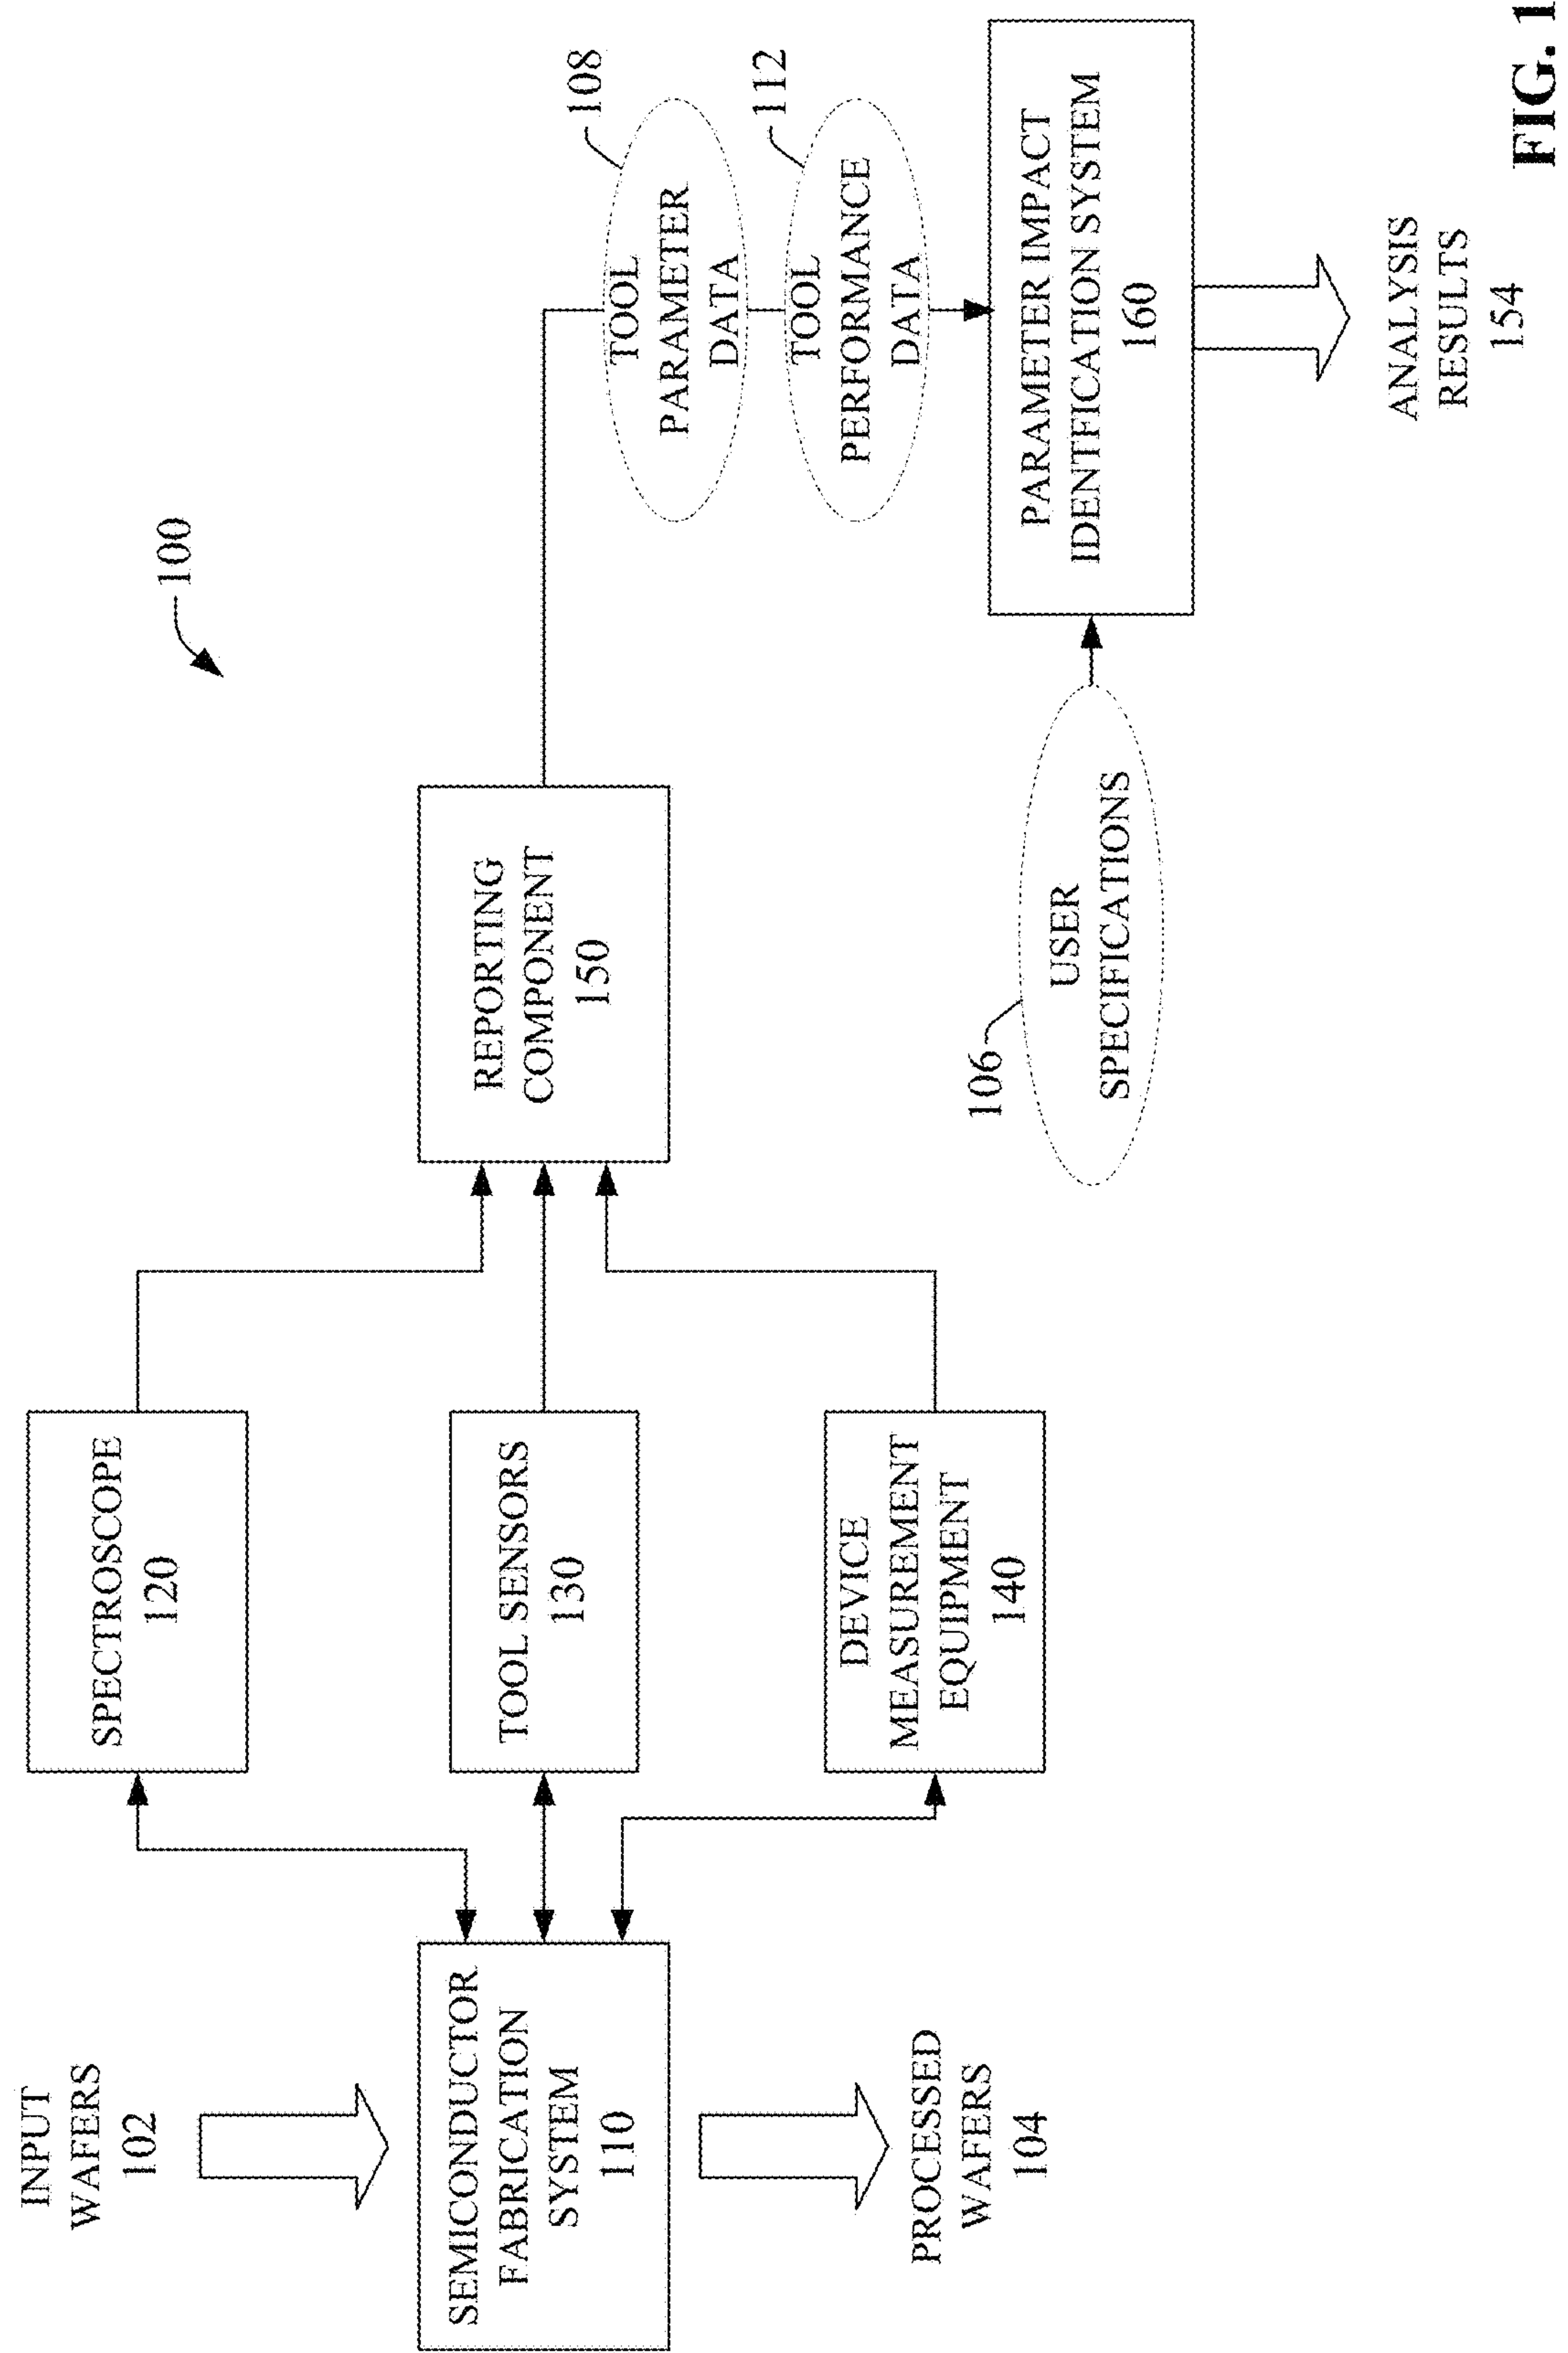 100
INPUT
WAFERS
102
SEMICONDUCTOR
FABRICATION
SYSTEM
110
PROCESSED
WAFERS
104
SPECTROSCOPE
120
TOOL SENSORS
130
DEVICE
MEASUREMENT
EQUIPMENT
140
REPORTING
COMPONENT
150
108
TOOL
PARAMETER
DATA
112
TOOL
PERFORMANCE
DATA
106
USER
SPECIFICATIONS
PARAMETER IMPACT
IDENTIFICATION SYSTEM
160
ANALYSIS
RESULTS
154
FIG. 1